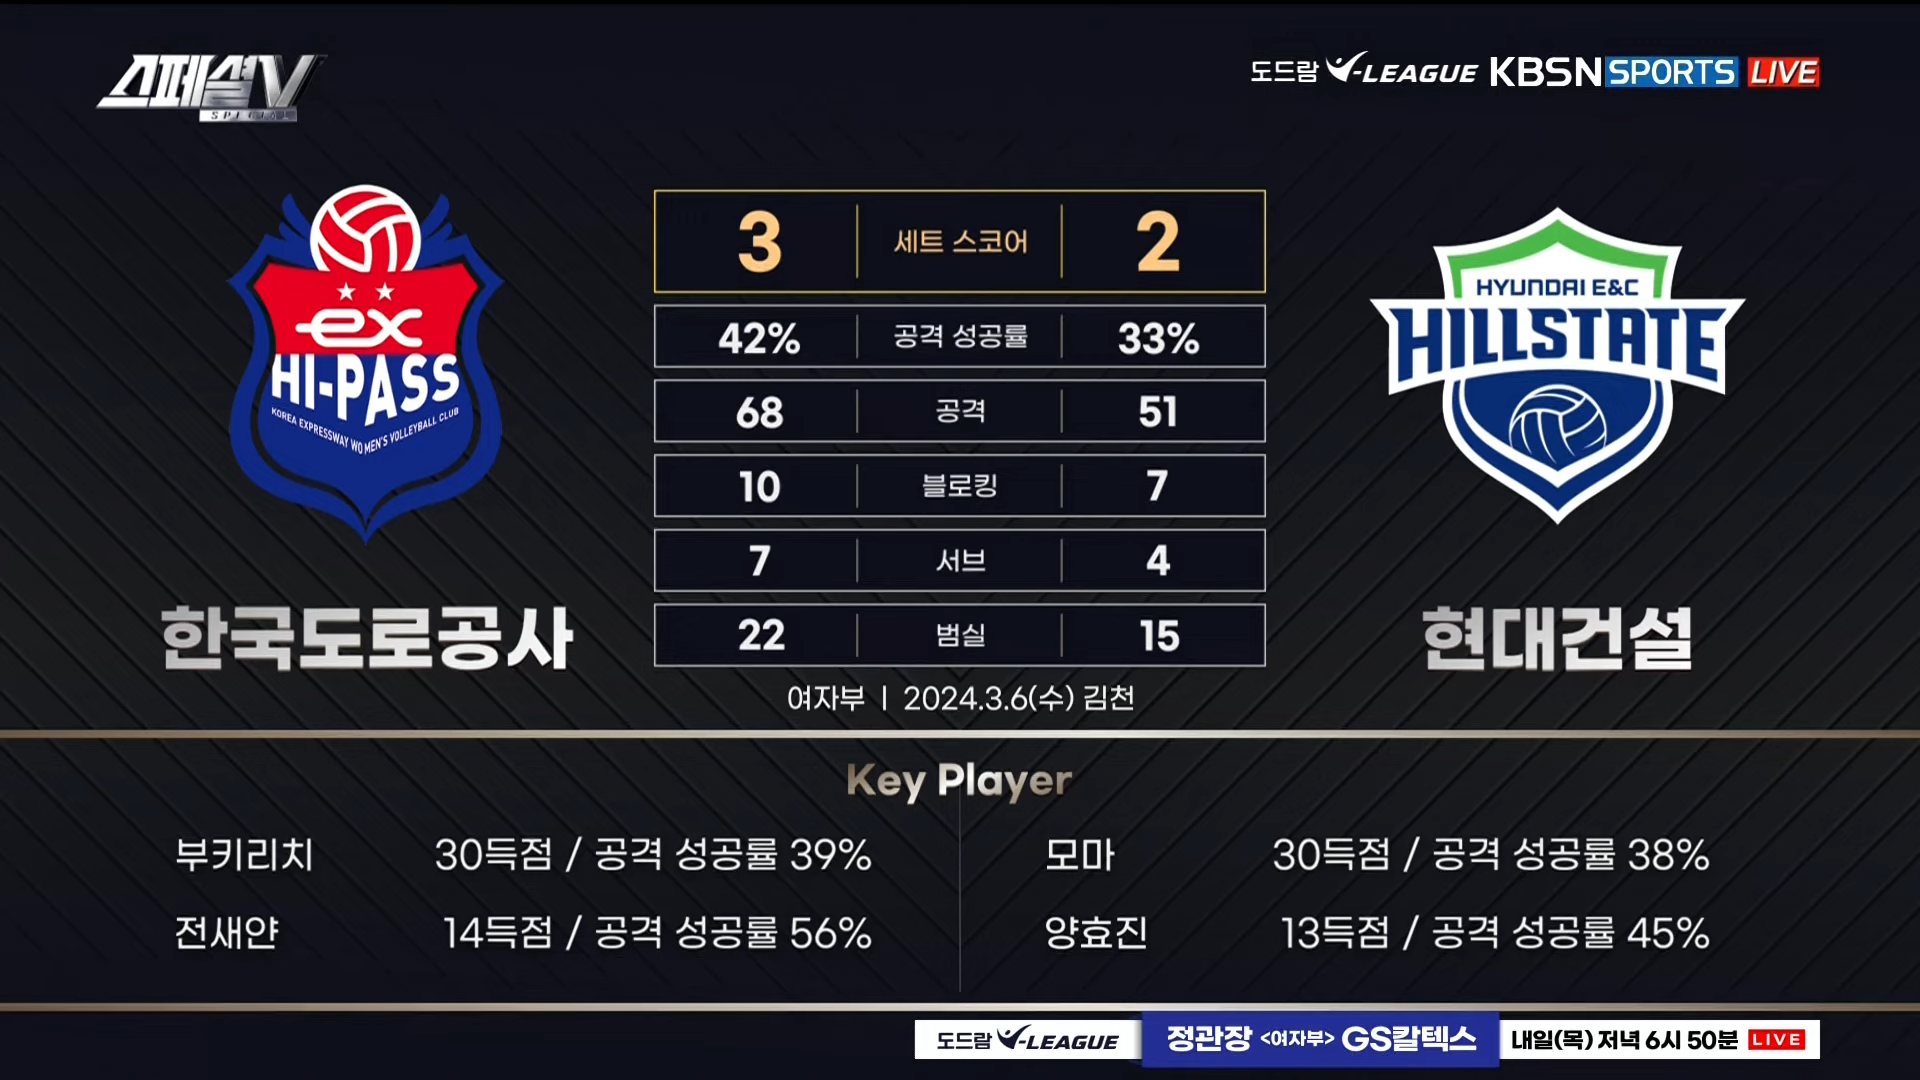 스페셜V
SPECIAL
도드람 V-LEAGUE KBSN SPORTS LIVE
ex
HI-PASS
KOREA EXPRESSWAY WOMEN'S VOLLEYBALL CLUB
한국도로공사
3 세트 스코어 2
42% 공격 성공률 33%
68 공격 51
10 블로킹 7
7 서브 4
22 범실 15
여자부 | 2024.3.6(수) 김천
HYUNDAI E&C
HILLSTATE
현대건설
Key Player
부키리치 30득점 / 공격 성공률 39%
전새얀 14득점 / 공격 성공률 56%
모마 30득점 / 공격 성공률 38%
양효진 13득점 / 공격 성공률 45%
도드람 V-LEAGUE 정관장 <여자부> GS칼텍스 내일(목) 저녁 6시 50분 LIVE